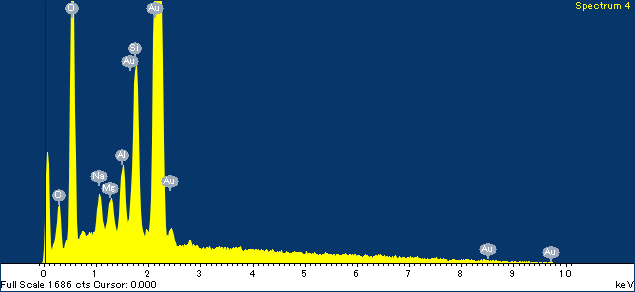 Spectrum 4
O Au
Si
Au
Al
Na Au
Mg
C
Au Au
0 1 2 3 4 5 6 7 8 9 10
Full Scale 1686 cts Cursor: 0.000 keV